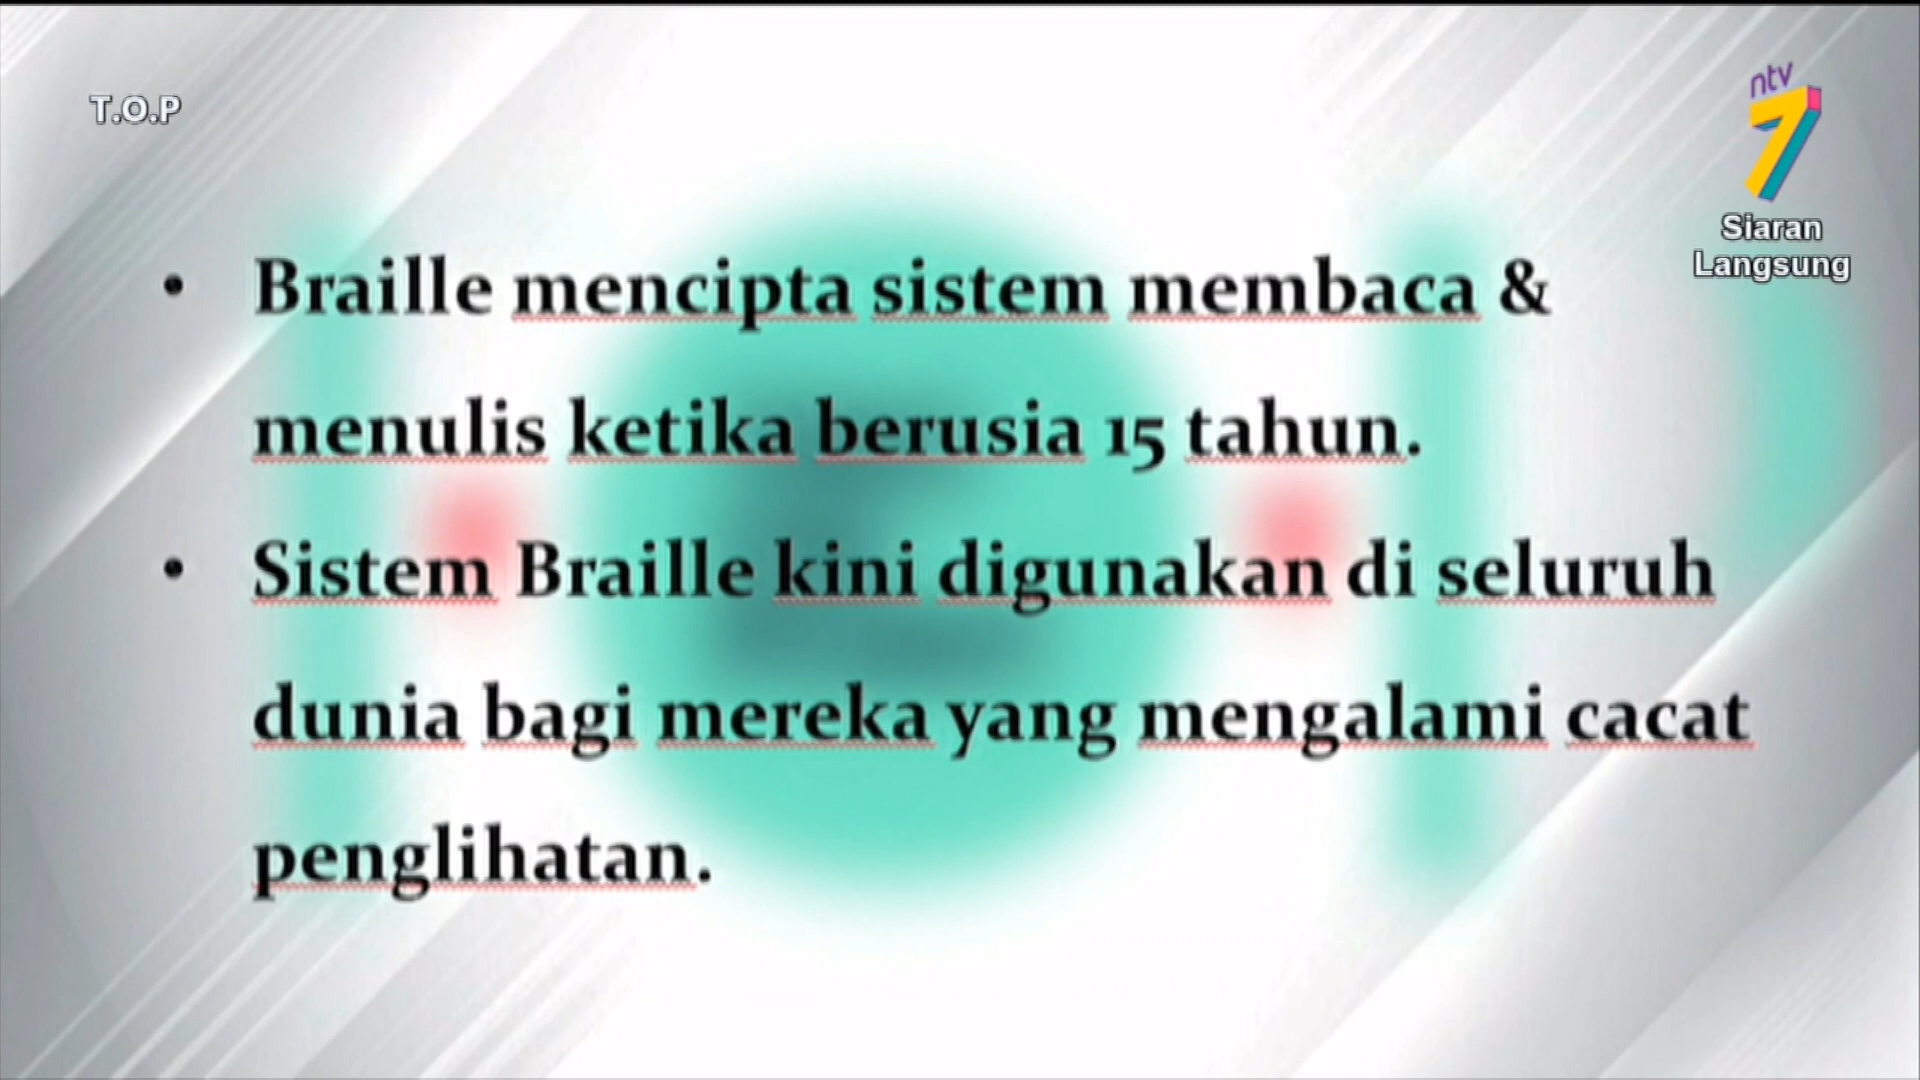 T.O.P
ntv
7
Siaran
Langsung
• Braille mencipta sistem membaca &
menulis ketika berusia 15 tahun.
• Sistem Braille kini digunakan di seluruh
dunia bagi mereka yang mengalami cacat
penglihatan.